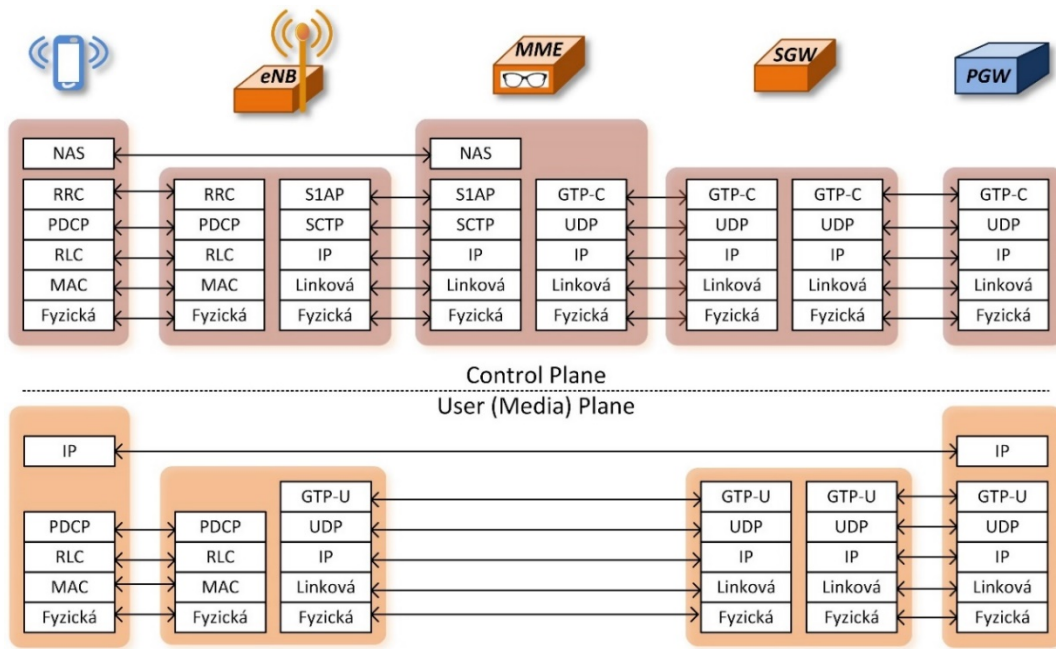 eNB MME SGW PGW
NAS NAS
RRC RRC S1AP S1AP GTP-C GTP-C GTP-C GTP-C
PDCP PDCP SCTP SCTP UDP UDP UDP UDP
RLC RLC IP IP IP IP IP IP
MAC MAC Linková Linková Linková Linková Linková Linková
Fyzická Fyzická Fyzická Fyzická Fyzická Fyzická Fyzická Fyzická
Control Plane
User (Media) Plane
IP IP
GTP-U GTP-U GTP-U GTP-U
PDCP PDCP UDP UDP UDP UDP
RLC RLC IP IP IP IP
MAC MAC Linková Linková Linková Linková
Fyzická Fyzická Fyzická Fyzická Fyzická Fyzická